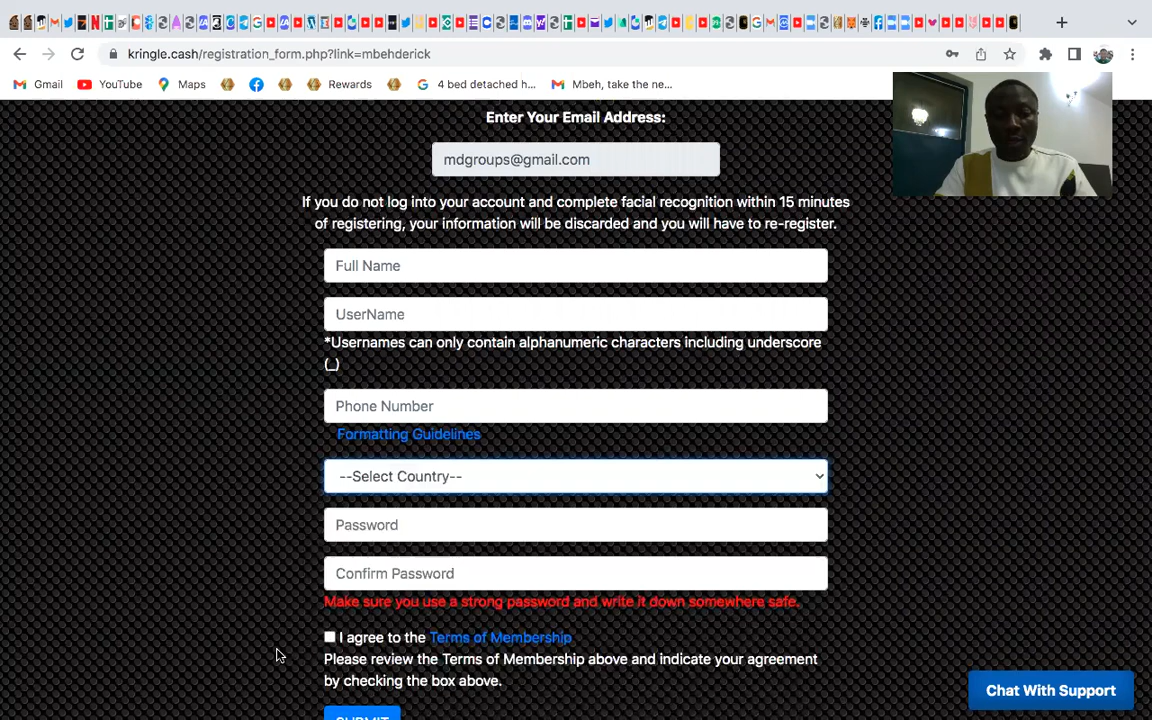 kringle.cash/registration_form.php?link=mbehderick
Gmail YouTube Maps Rewards 4 bed detached h... Mbeh, take the ne...
Enter Your Email Address:
mdgroups@gmail.com
If you do not log into your account and complete facial recognition within 15 minutes
of registering, your information will be discarded and you will have to re-register.
Full Name
UserName
*Usernames can only contain alphanumeric characters including underscore
(_)
Phone Number
Formatting Guidelines
--Select Country--
Password
Confirm Password
Make sure you use a strong password and write it down somewhere safe.
I agree to the Terms of Membership
Please review the Terms of Membership above and indicate your agreement
by checking the box above.
SUBMIT
Chat With Support